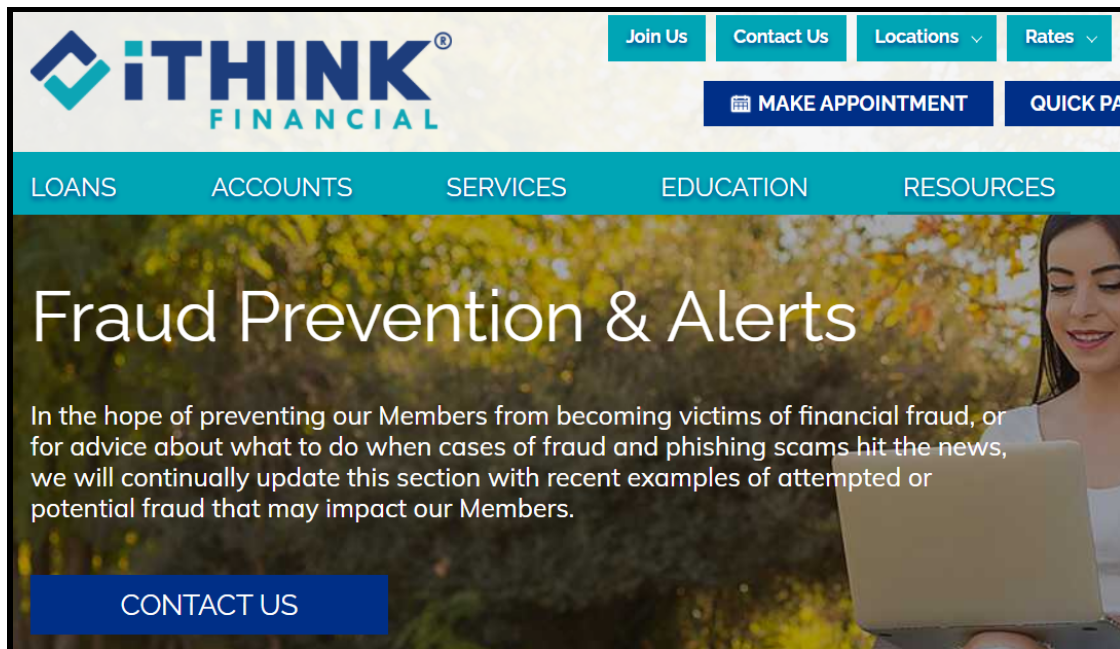 iTHINK®
FINANCIAL
Join Us
Contact Us
Locations
Rates
MAKE APPOINTMENT
QUICK PA
LOANS
ACCOUNTS
SERVICES
EDUCATION
RESOURCES
Fraud Prevention & Alerts
In the hope of preventing our Members from becoming victims of financial fraud, or
for advice about what to do when cases of fraud and phishing scams hit the news,
we will continually update this section with recent examples of attempted or
potential fraud that may impact our Members.
CONTACT US